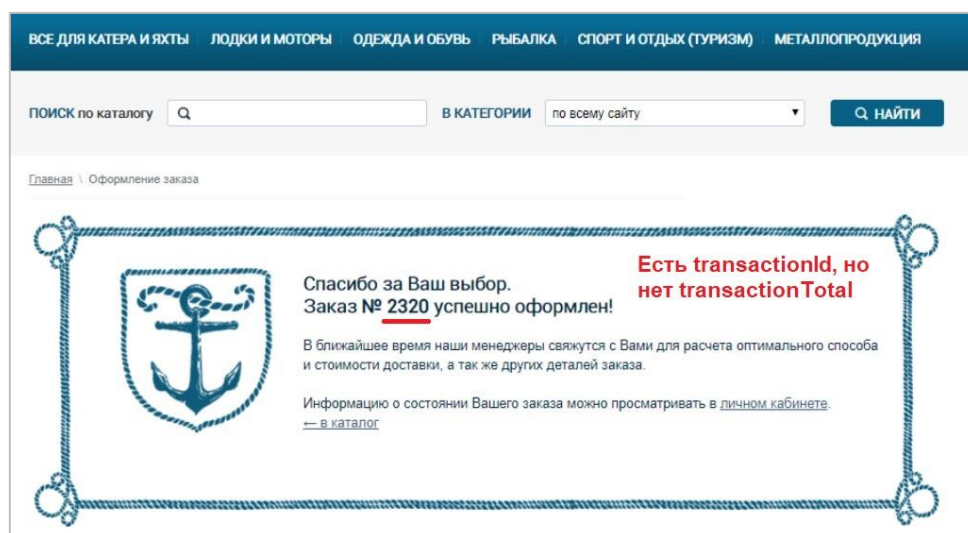 ВСЕ ДЛЯ КАТЕРА И ЯХТЫ ЛОДКИ И МОТОРЫ ОДЕЖДА И ОБУВЬ РЫБАЛКА СПОРТ И ОТДЫХ (ТУРИЗМ) МЕТАЛЛОПРОДУКЦИЯ
ПОИСК по каталогу В КАТЕГОРИИ по всему сайту НАЙТИ
Главная \ Оформление заказа
Есть transactionId, но
нет transactionTotal
Спасибо за Ваш выбор.
Заказ № 2320 успешно оформлен!
В ближайшее время наши менеджеры свяжутся с Вами для расчета оптимального способа
и стоимости доставки, а так же других деталей заказа.
Информацию о состоянии Вашего заказа можно просматривать в личном кабинете.
← в каталог